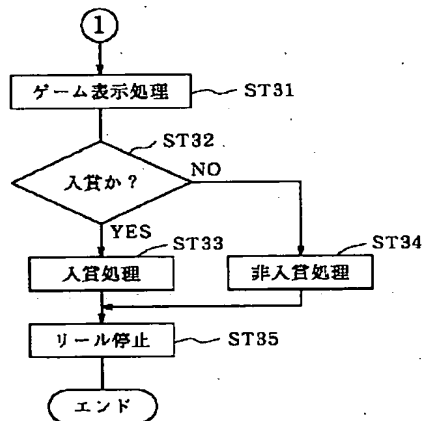 1
ゲーム表示処理
ST31
ST32
入賞か?
NO
YES
ST33
ST34
入賞処理
非入賞処理
リール停止
ST35
エンド